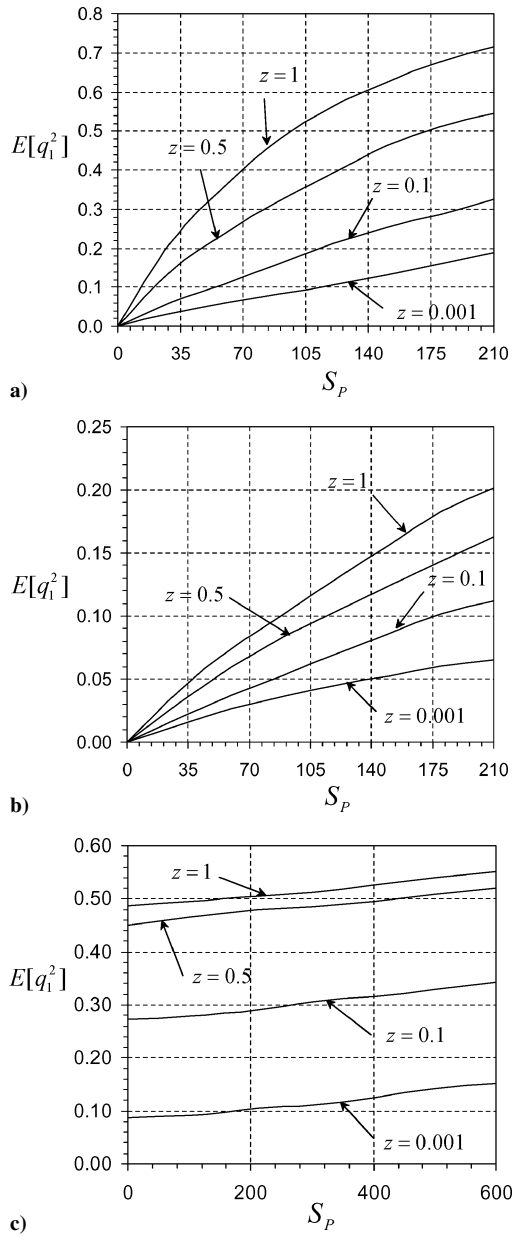 0.8
0.7
z = 1
0.6
0.5
E[q₁²]
z = 0.5
0.4
z = 0.1
0.3
0.2
0.1
z = 0.001
0.0
0 35 70 105 140 175 210
S_P
a)
0.25
0.20
z = 1
0.15
E[q₁²]
z = 0.5
z = 0.1
0.10
0.05
z = 0.001
0.00
0 35 70 105 140 175 210
S_P
b)
0.60
z = 1
0.50
E[q₁²]
z = 0.5
0.40
0.30
z = 0.1
0.20
0.10
z = 0.001
0.00
0 200 400 600
S_P
c)